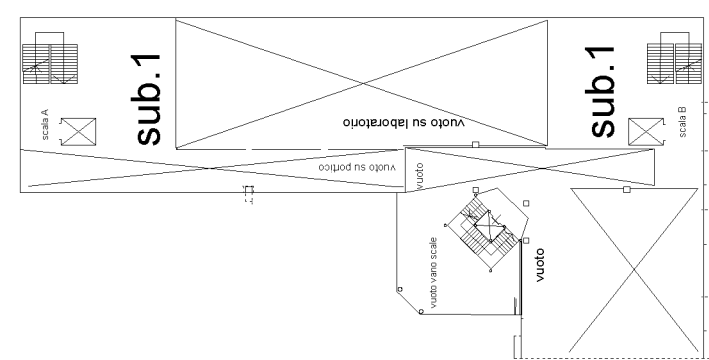 sub.1
sub.1
scala A
scala B
vuoto su laboratorio
vuoto su portico
vuoto
vuoto vano scale
vuoto